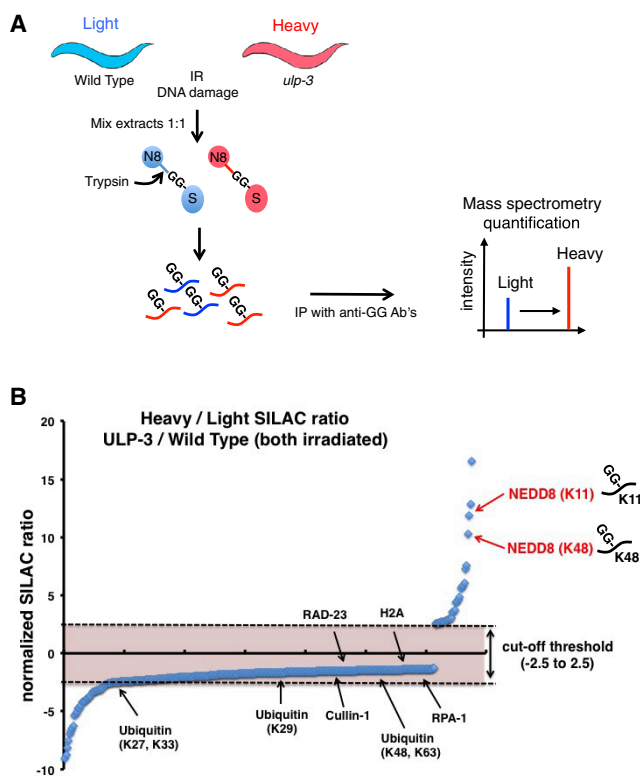 A
Light
Heavy
Wild Type
ulp-3
IR
DNA damage
Mix extracts 1:1
N8
N8
GG-
GG-
Trypsin
S
S
Mass spectrometry
quantification
Heavy
Light
intensity
GG-
GG-
GG-
GG-
GG-
IP with anti-GG Ab's
B
Heavy / Light SILAC ratio
ULP-3 / Wild Type (both irradiated)
normalized SILAC ratio
20
15
10
5
0
-5
-10
NEDD8 (K11)
GG-
K11
NEDD8 (K48)
GG-
K48
RAD-23
H2A
cut-off threshold
(-2.5 to 2.5)
Ubiquitin
(K27, K33)
Ubiquitin
(K29)
Cullin-1
Ubiquitin
(K48, K63)
RPA-1